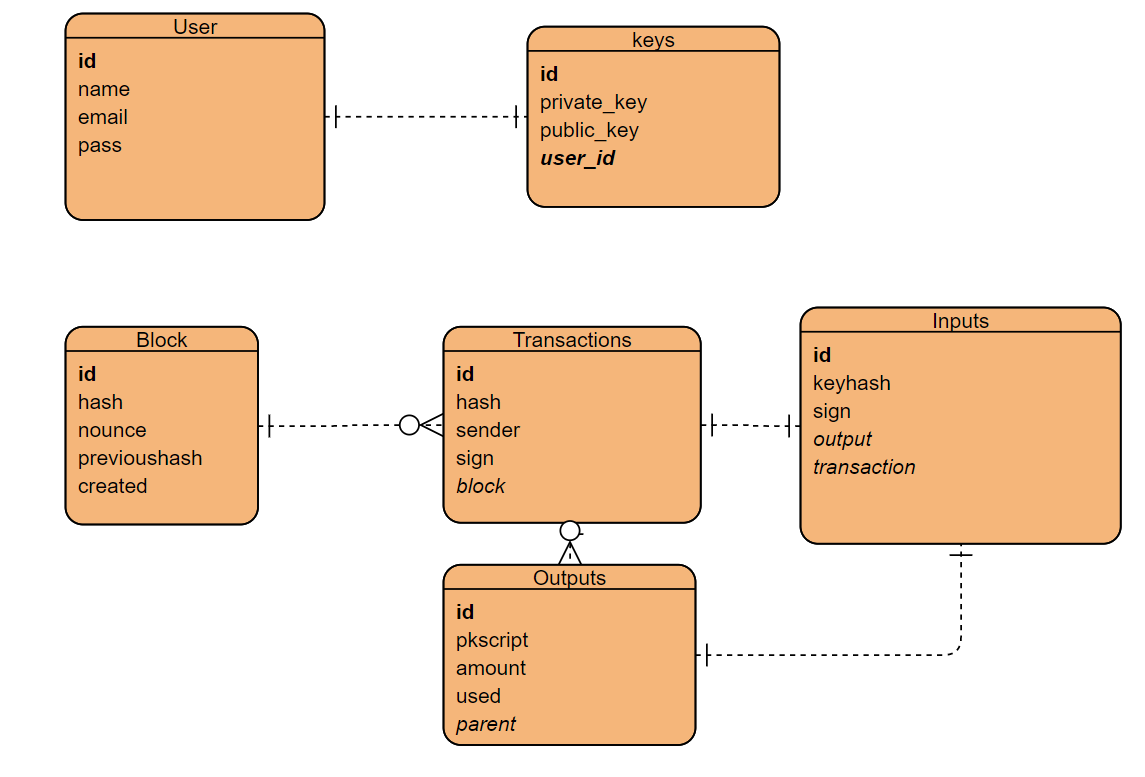 User
id
name
email
pass
keys
id
private_key
public_key
user_id
Block
id
hash
nounce
previoushash
created
Transactions
id
hash
sender
sign
block
Inputs
id
keyhash
sign
output
transaction
Outputs
id
pkscript
amount
used
parent